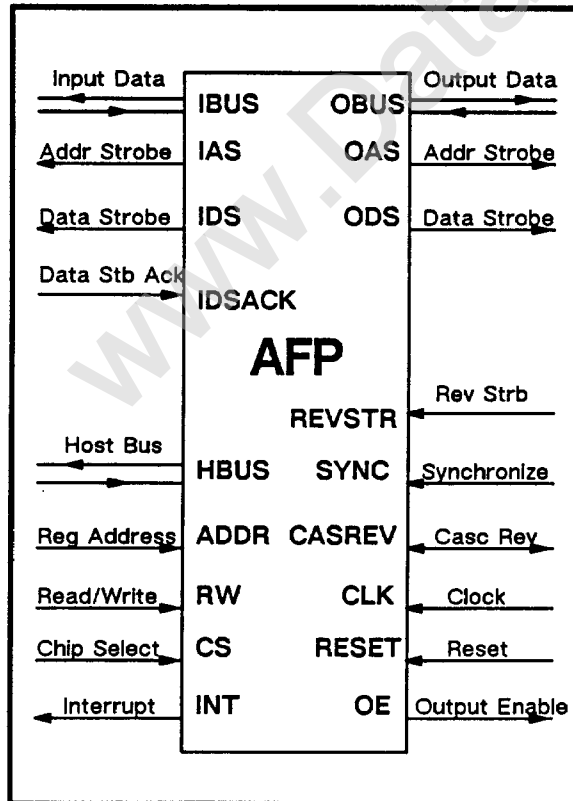 Input Data IBUS OBUS Output Data
Addr Strobe IAS OAS Addr Strobe
Data Strobe IDS ODS Data Strobe
Data Stb Ack IDSACK
AFP
REVSTR Rev Strb
Host Bus HBUS SYNC Synchronize
Reg Address ADDR CASREV Casc Rev
Read/Write RW CLK Clock
Chip Select CS RESET Reset
Interrupt INT OE Output Enable
www.Data